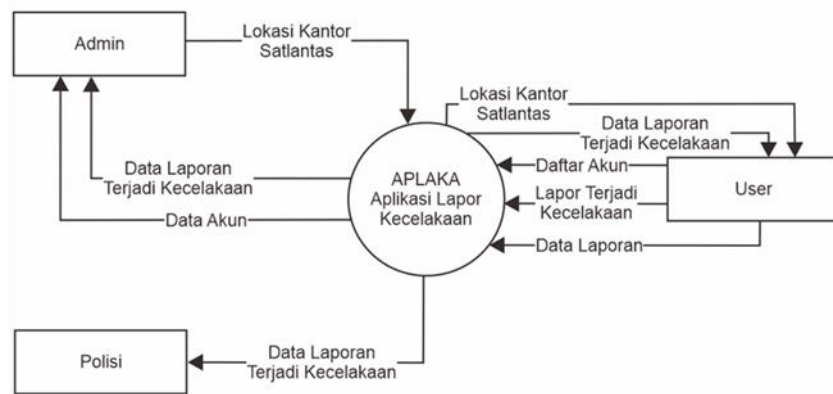 Admin
Lokasi Kantor
Satlantas
Lokasi Kantor
Satlantas
Data Laporan
Terjadi Kecelakaan
Data Laporan
Terjadi Kecelakaan
Data Akun
APLAKA
Aplikasi Lapor
Kecelakaan
Daftar Akun
Lapor Terjadi
Kecelakaan
Data Laporan
User
Polisi
Data Laporan
Terjadi Kecelakaan